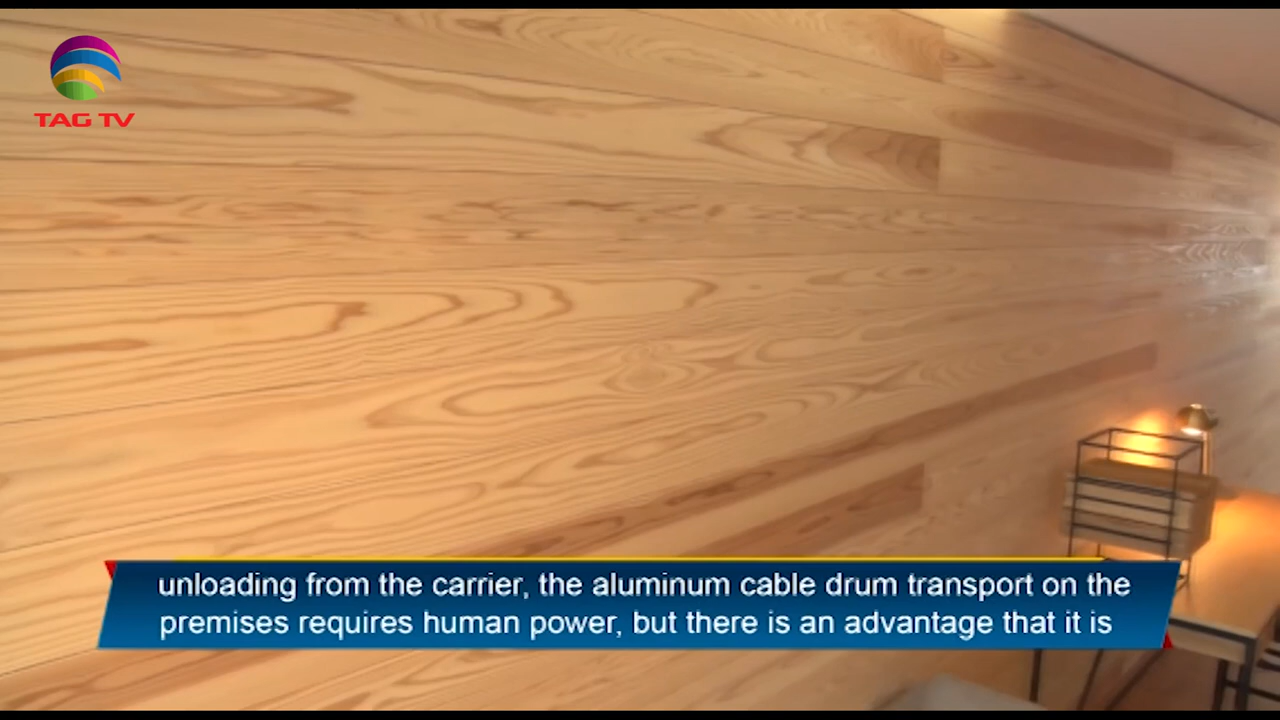 TAG TV
unloading from the carrier, the aluminum cable drum transport on the
premises requires human power, but there is an advantage that it is